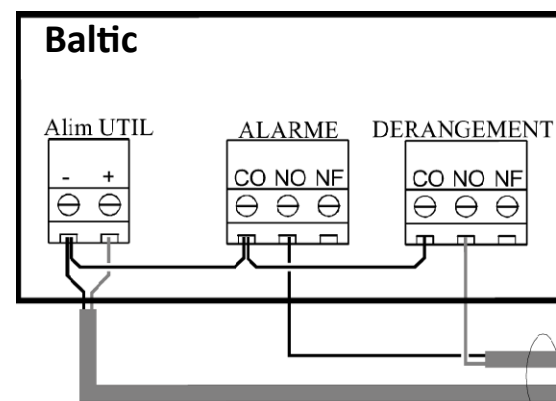 Baltic
Alim UTIL ALARME DERANGEMENT
- + CO NO NF CO NO NF